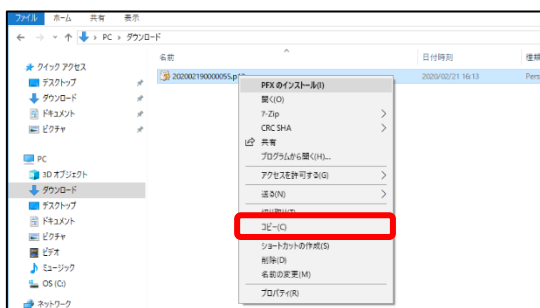 ファイル ホーム 共有 表示
PC > ダウンロード
名前 日付時刻 種類
クイック アクセス
202002190000055.p12 2020/02/21 16:13 Pers
デスクトップ
ダウンロード
ドキュメント
ピクチャ
PC
3D オブジェクト
ダウンロード
デスクトップ
ドキュメント
ピクチャ
ビデオ
ミュージック
OS (C:)
ネットワーク
PFX のインストール(I)
開く(O)
7-Zip
CRC SHA
共有
プログラムから開く(H)...
アクセスを許可する(G)
送る(N)
切り取り(T)
コピー(C)
ショートカットの作成(S)
削除(D)
名前の変更(M)
プロパティ(R)